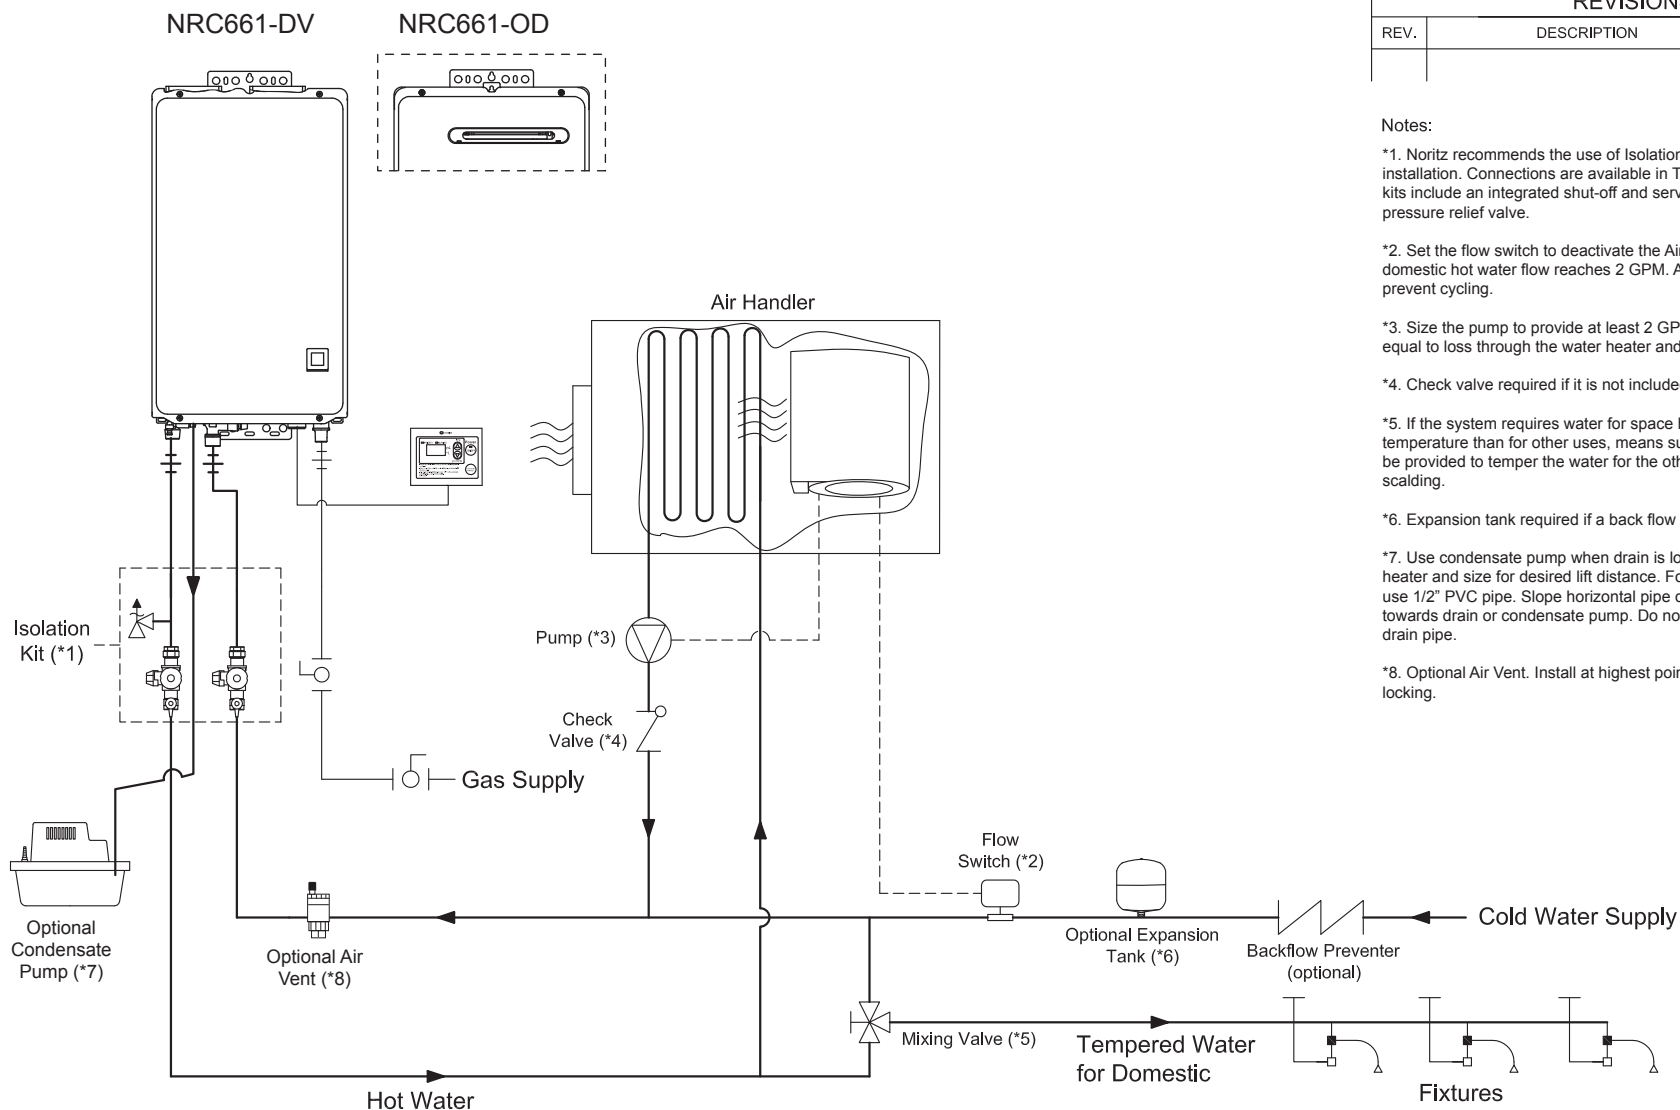 NRC661-DV
NRC661-OD
REVISION
REV.
DESCRIPTION
Notes:
*1. Noritz recommends the use of Isolation
installation. Connections are available in T
kits include an integrated shut-off and serv
pressure relief valve.
*2. Set the flow switch to deactivate the Air
domestic hot water flow reaches 2 GPM. A
prevent cycling.
*3. Size the pump to provide at least 2 GP
equal to loss through the water heater and
*4. Check valve required if it is not include
*5. If the system requires water for space
temperature than for other uses, means su
be provided to temper the water for the oth
scalding.
*6. Expansion tank required if a back flow
*7. Use condensate pump when drain is lo
heater and size for desired lift distance. Fo
use 1/2” PVC pipe. Slope horizontal pipe d
towards drain or condensate pump. Do no
drain pipe.
*8. Optional Air Vent. Install at highest poin
locking.
Air Handler
Isolation
Kit (*1)
Pump (*3)
Check
Valve (*4)
Gas Supply
Flow
Switch (*2)
Optional
Condensate
Pump (*7)
Optional Air
Vent (*8)
Optional Expansion
Tank (*6)
Backflow Preventer
(optional)
Cold Water Supply
Mixing Valve (*5)
Tempered Water
for Domestic
Fixtures
Hot Water